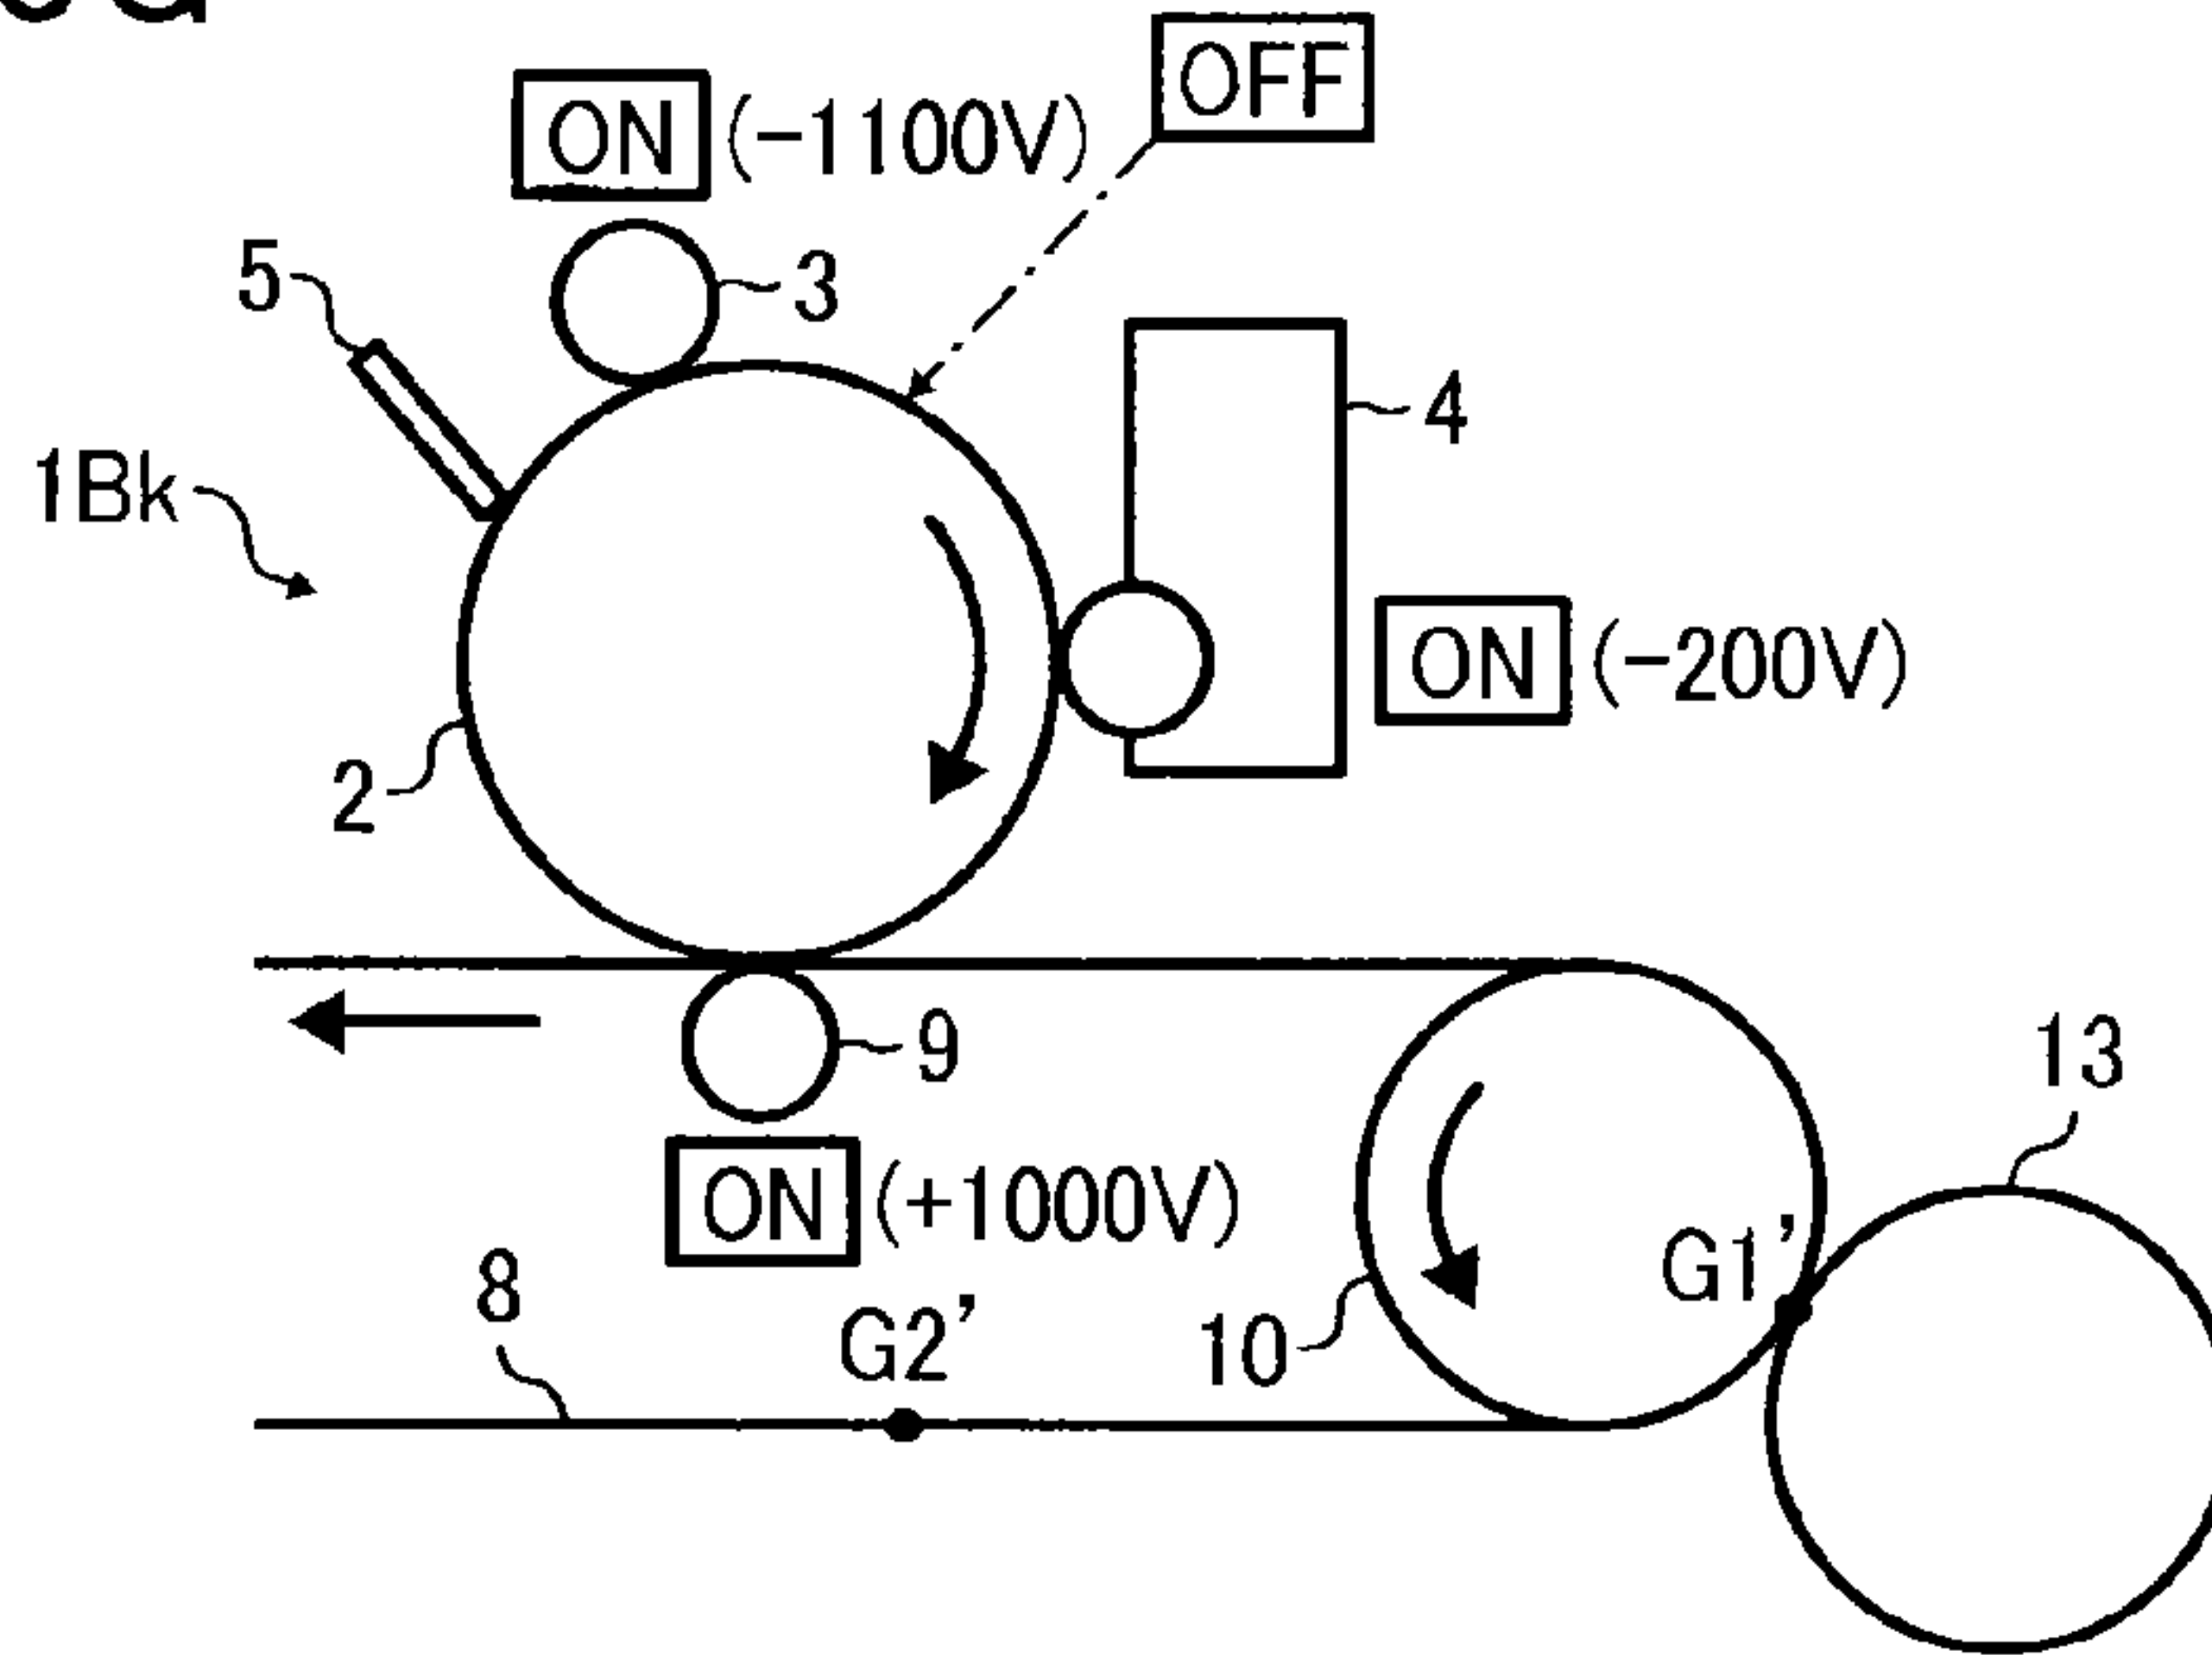 OFF
ON (-1100V)
5
3
4
1Bk
ON (-200V)
2
9
13
ON (+1000V)
G1'
8
G2'
10